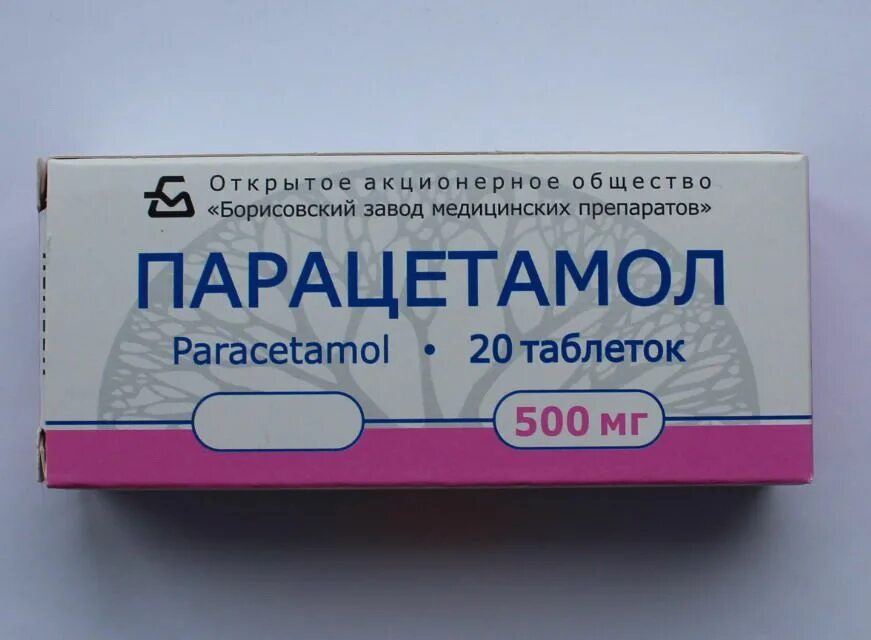 Открытое акционерное общество
«Борисовский завод медицинских препаратов»
ПАРАЦЕТАМОЛ
Paracetamol • 20 таблеток
500 мг